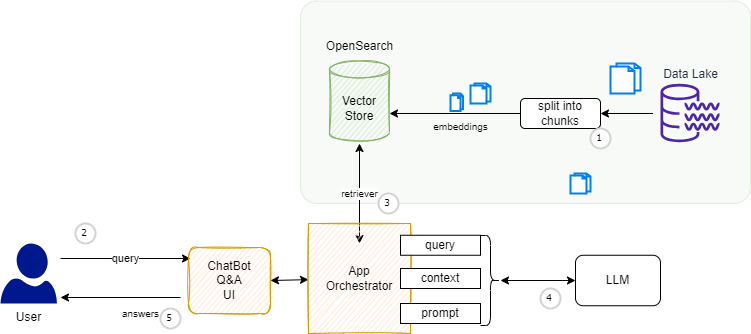 OpenSearch
Data Lake
Vector
Store
split into
chunks
embeddings
1
retriever
3
2
query
ChatBot
Q&A
UI
App
Orchestrator
query
context
prompt
LLM
4
User
answers
5